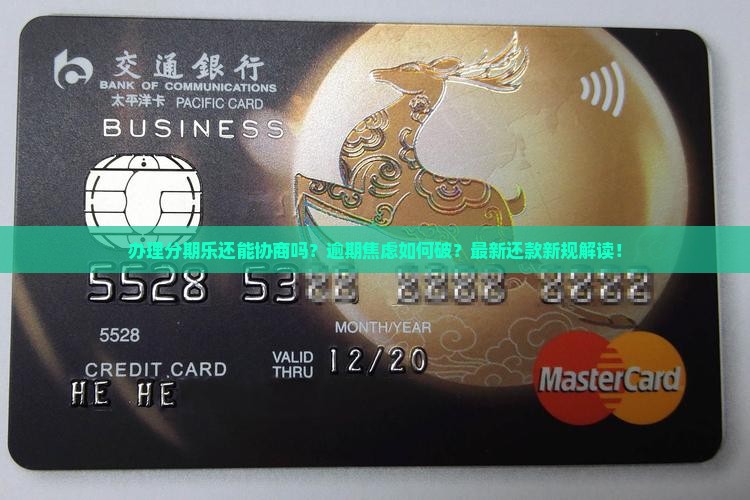 交通銀行
BANK OF COMMUNICATIONS
太平洋卡 PACIFIC CARD
BUSINESS
办理分期乐还能协商吗？逾期焦虑如何破？最新还款新规解读！
5528 53
5528
MONTH/YEAR
CREDIT CARD
VALID THRU 12/20
HE HE
MasterCard